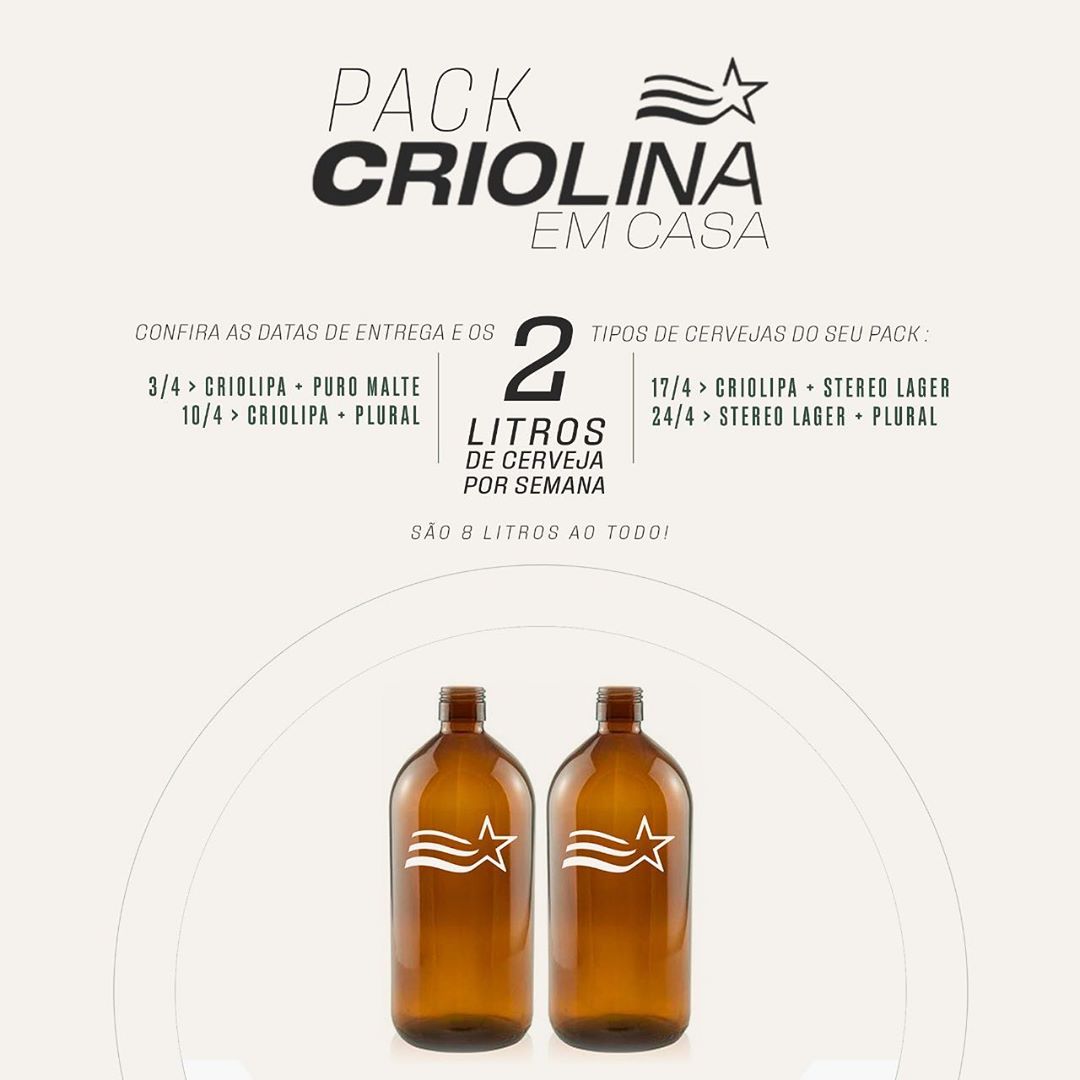 PACK
CRIOLINA
EM CASA
CONFIRA AS DATAS DE ENTREGA E OS 2 TIPOS DE CERVEJAS DO SEU PACK :
3/4 > CRIOLIPA + PURO MALTE
10/4 > CRIOLIPA + PLURAL
LITROS
DE CERVEJA
POR SEMANA
17/4 > CRIOLIPA + STEREO LAGER
24/4 > STEREO LAGER + PLURAL
SÃO 8 LITROS AO TODO!